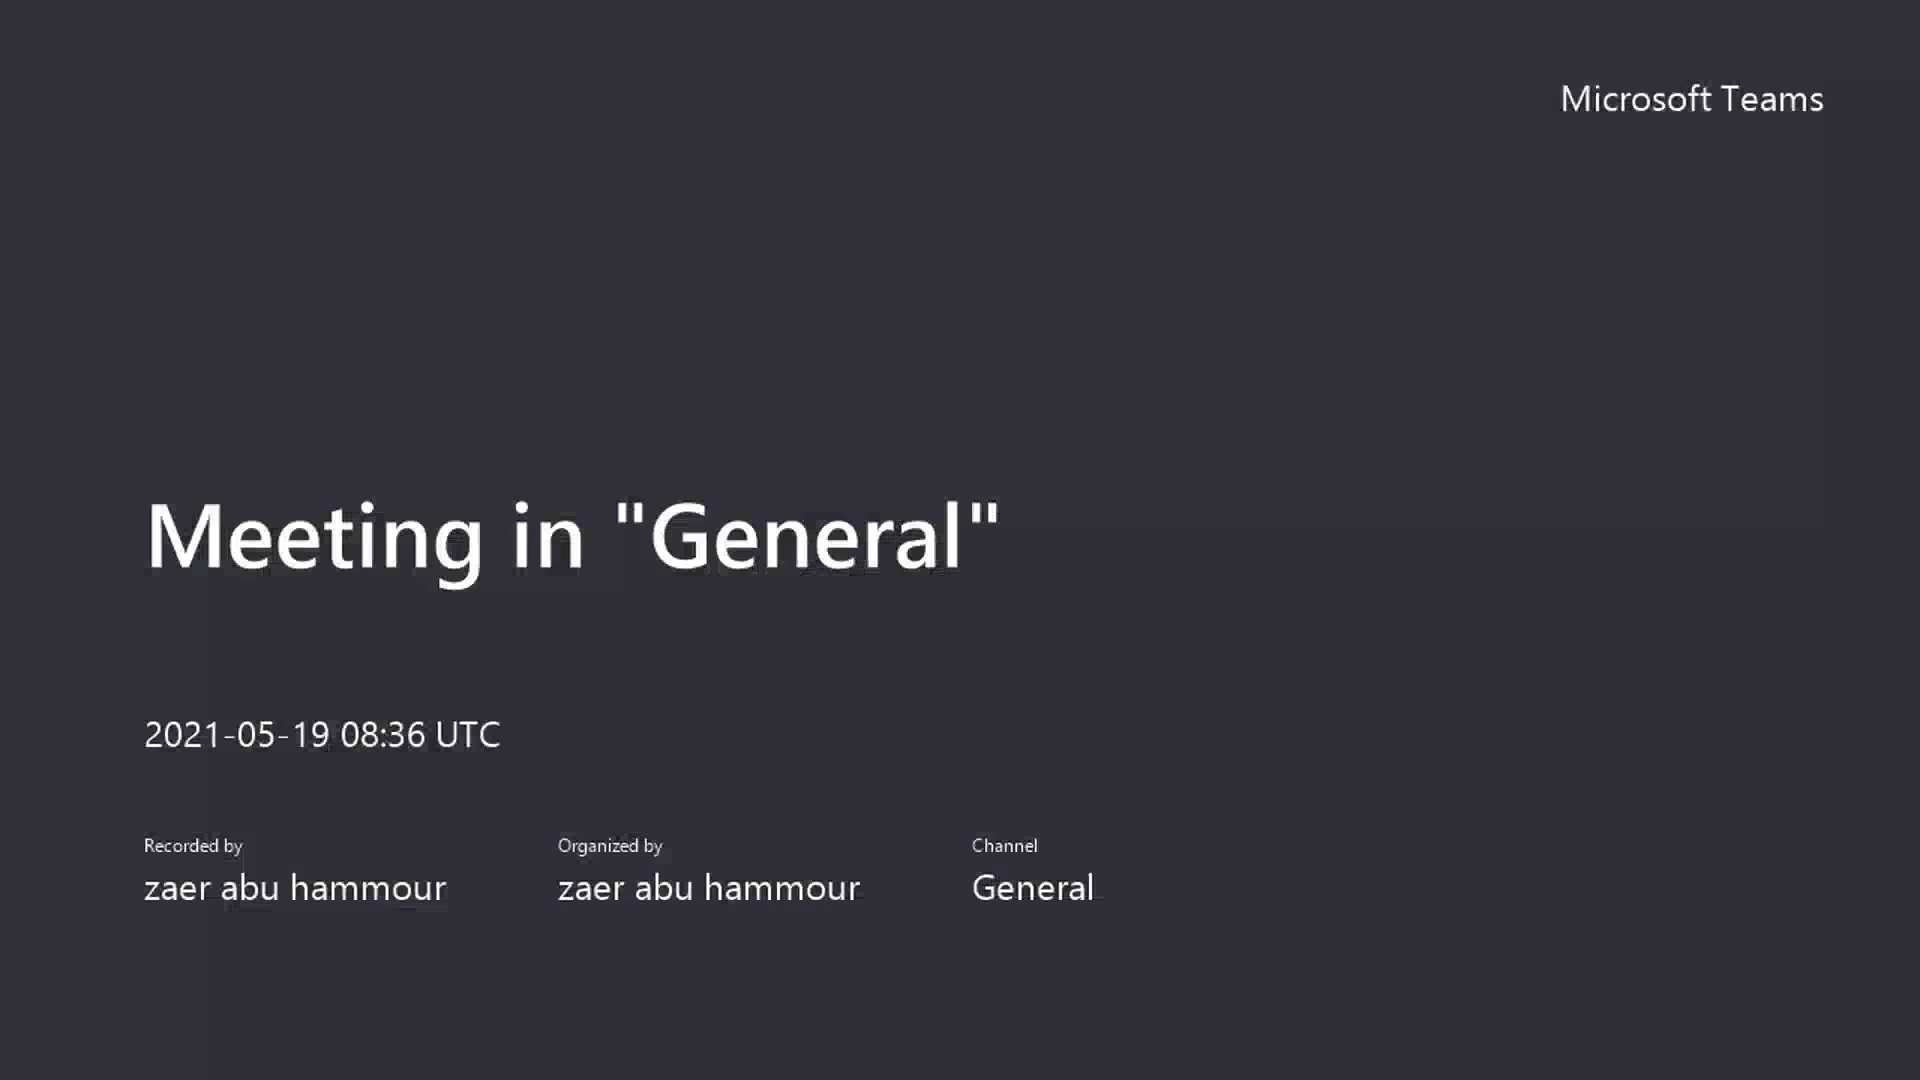 Microsoft Teams
Meeting in "General"
2021-05-19 08:36 UTC
Recorded by
zaer abu hammour
Organized by
zaer abu hammour
Channel
General